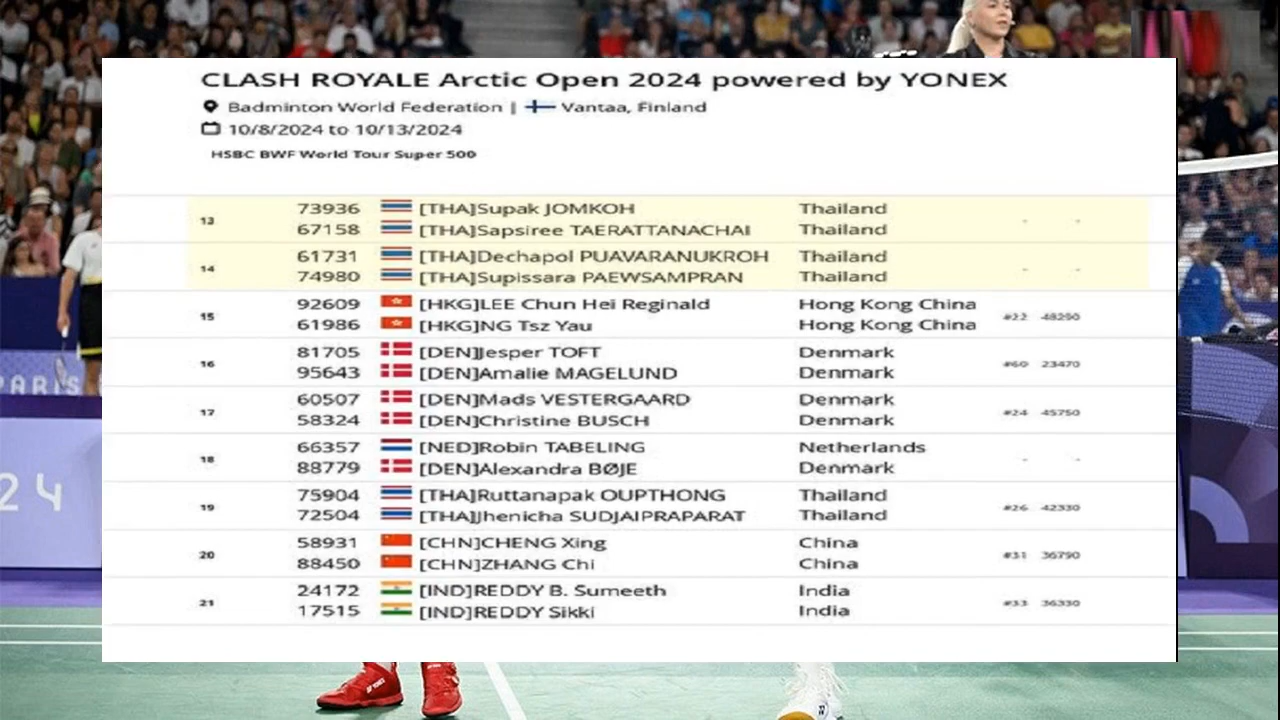 CLASH ROYALE Arctic Open 2024 powered by YONEX
Badminton World Federation | Vantaa, Finland
10/8/2024 to 10/13/2024
HSBC BWF World Tour Super 500
13 73936 [THA]Supak JOMKOH Thailand - -
67158 [THA]Sapsiree TAERATTANACHAI Thailand
14 61731 [THA]Dechapol PUAVARANUKROH Thailand - -
74980 [THA]Supissara PAEWSAMPRAN Thailand
15 92609 [HKG]LEE Chun Hei Reginald Hong Kong China #22 48290
61986 [HKG]NG Tsz Yau Hong Kong China
16 81705 [DEN]Jesper TOFT Denmark #60 23470
95643 [DEN]Amalie MAGELUND Denmark
17 60507 [DEN]Mads VESTERGAARD Denmark #24 45750
58324 [DEN]Christine BUSCH Denmark
18 66357 [NED]Robin TABELING Netherlands - -
88779 [DEN]Alexandra BØJE Denmark
19 75904 [THA]Ruttanapak OUPTHONG Thailand #26 42330
72504 [THA]Jhenicha SUDJAIPRAPARAT Thailand
20 58931 [CHN]CHENG Xing China #31 36790
88450 [CHN]ZHANG Chi China
21 24172 [IND]REDDY B. Sumeeth India #33 36330
17515 [IND]REDDY Sikki India
PARIS
24